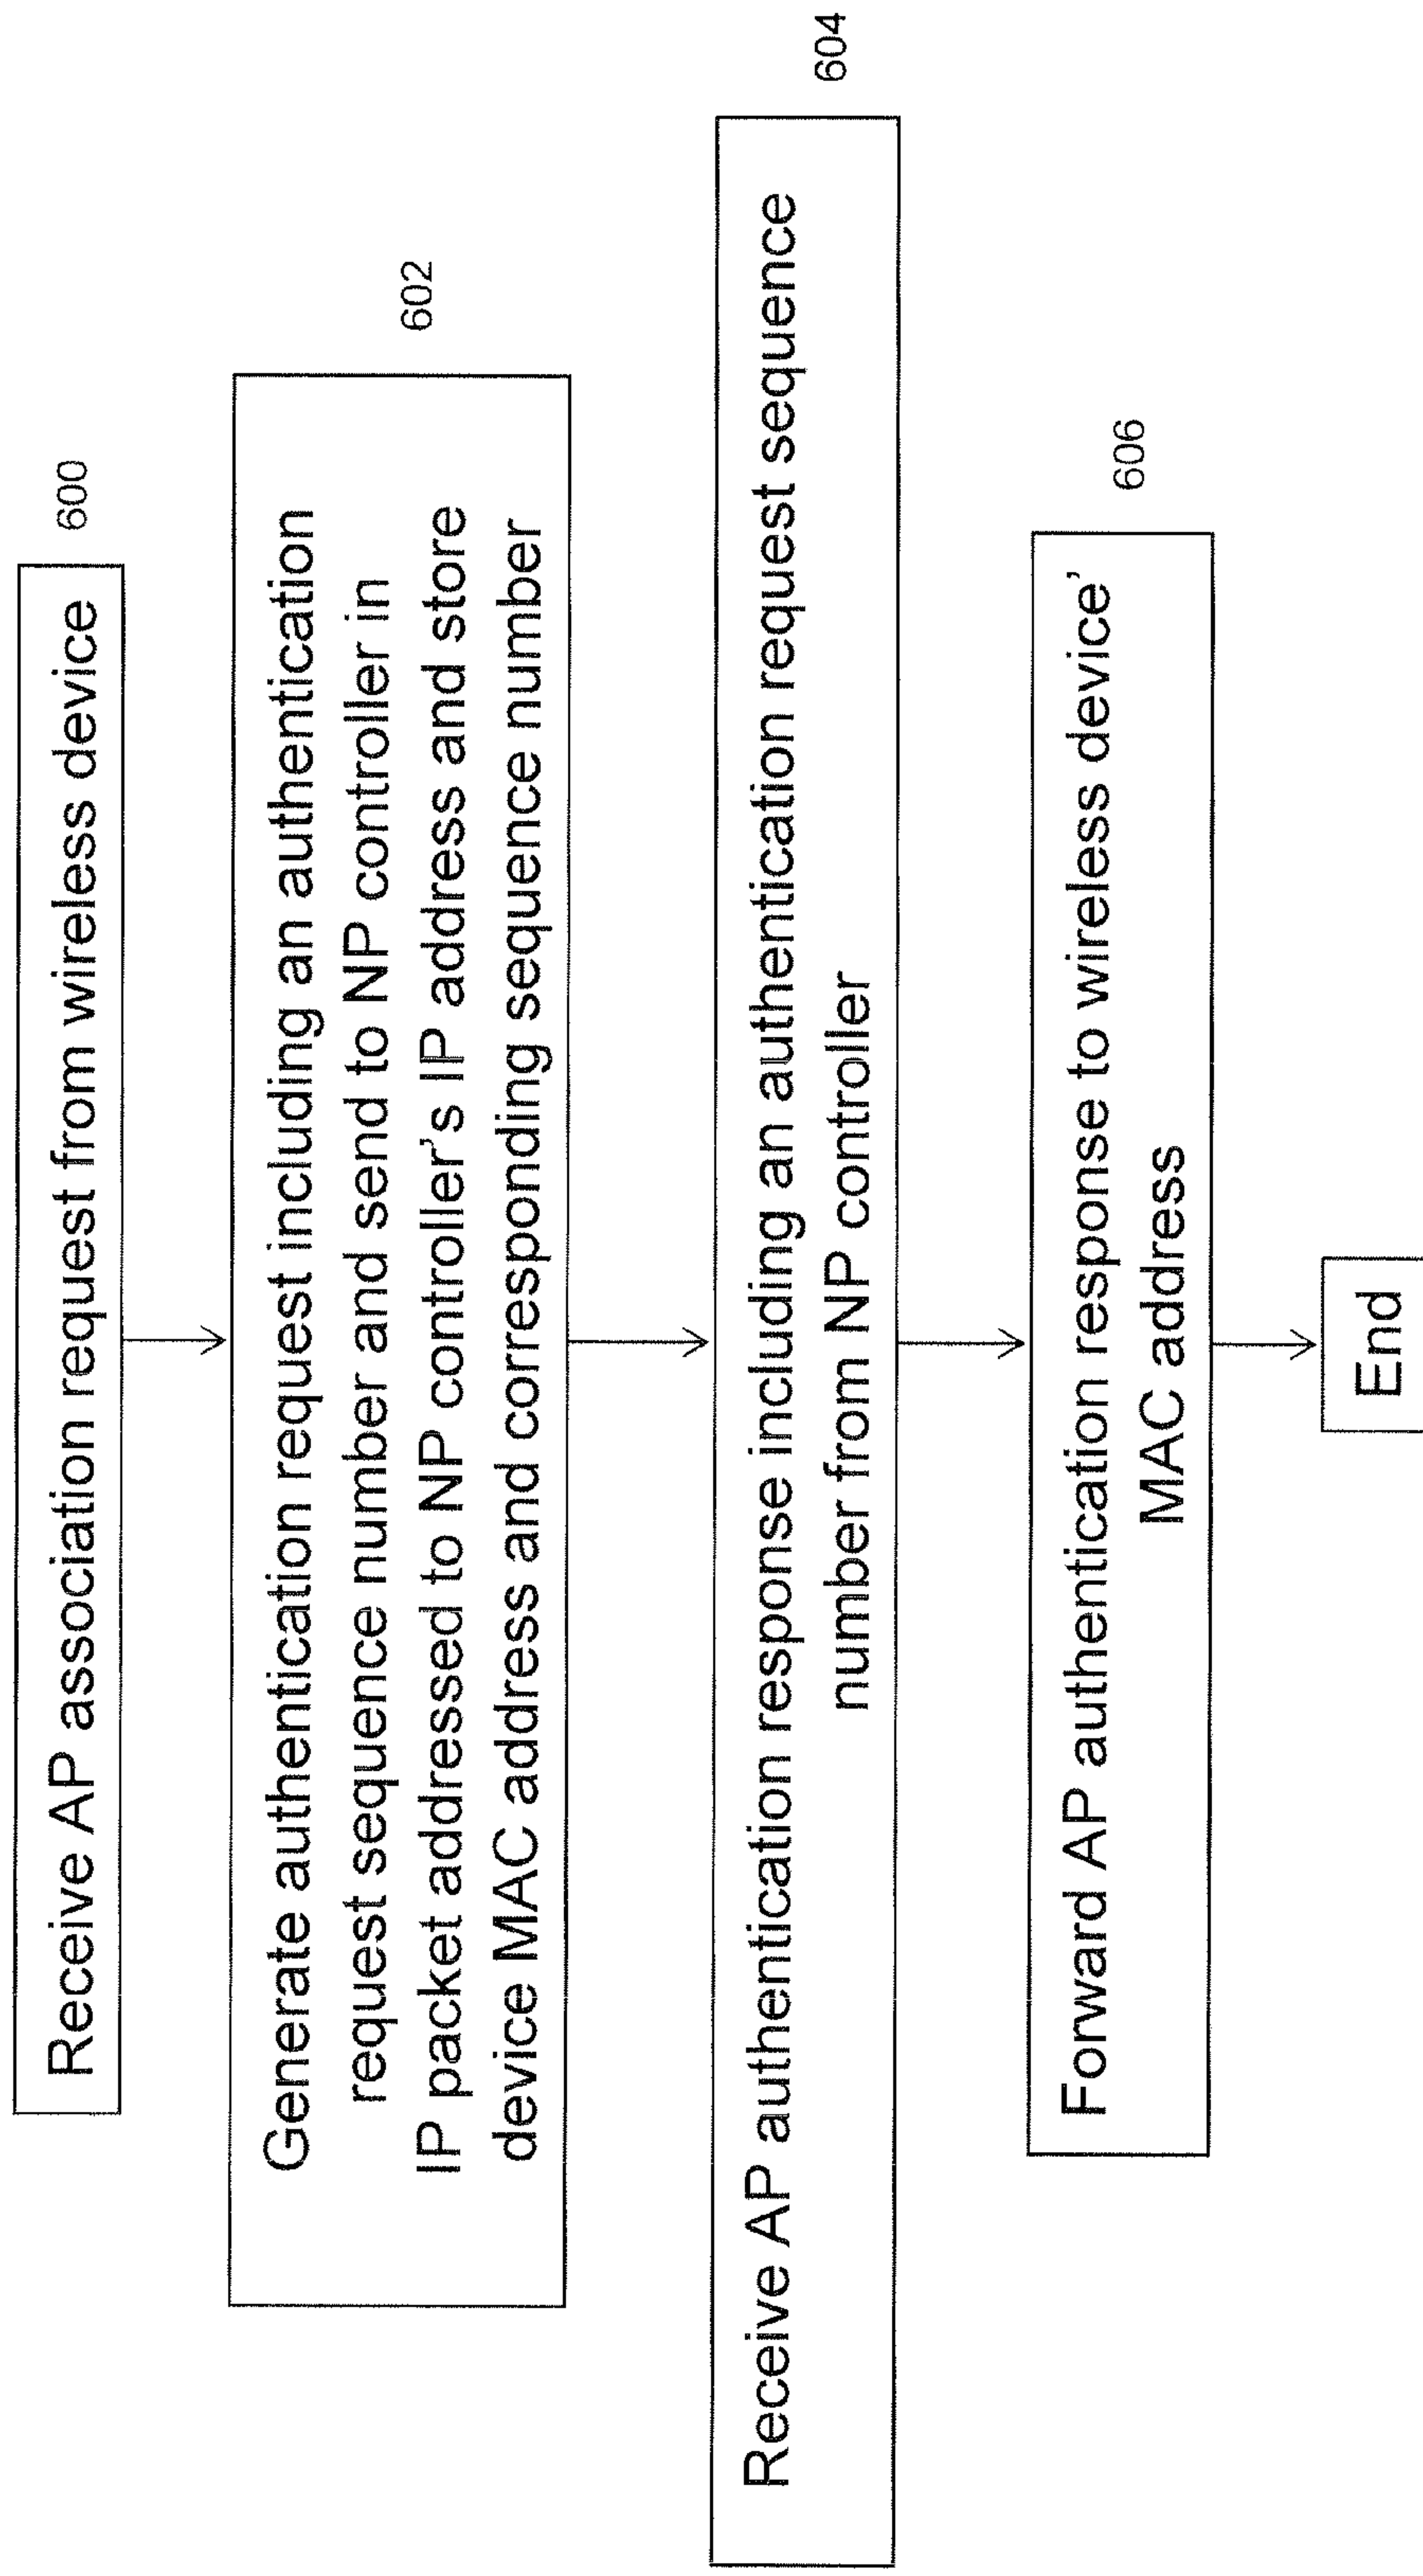 Receive AP association request from wireless device
600
Generate authentication request including an authentication
request sequence number and send to NP controller in
IP packet addressed to NP controller's IP address and store
device MAC address and corresponding sequence number
602
Receive AP authentication response including an authentication request sequence
number from NP controller
604
Forward AP authentication response to wireless device'
MAC address
606
End